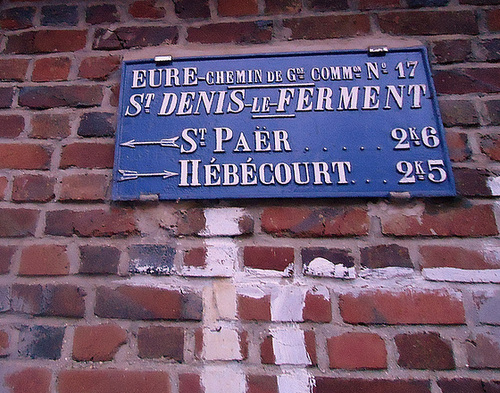 EURE-CHEMIN DE Gᴰᴱ COMMᴼᴺ Nº 17
Sᵀ DENIS-LE-FERMENT
Sᵀ PAËR ..... 2ᴷ6
HÉBÉCOURT ... 2ᴷ5